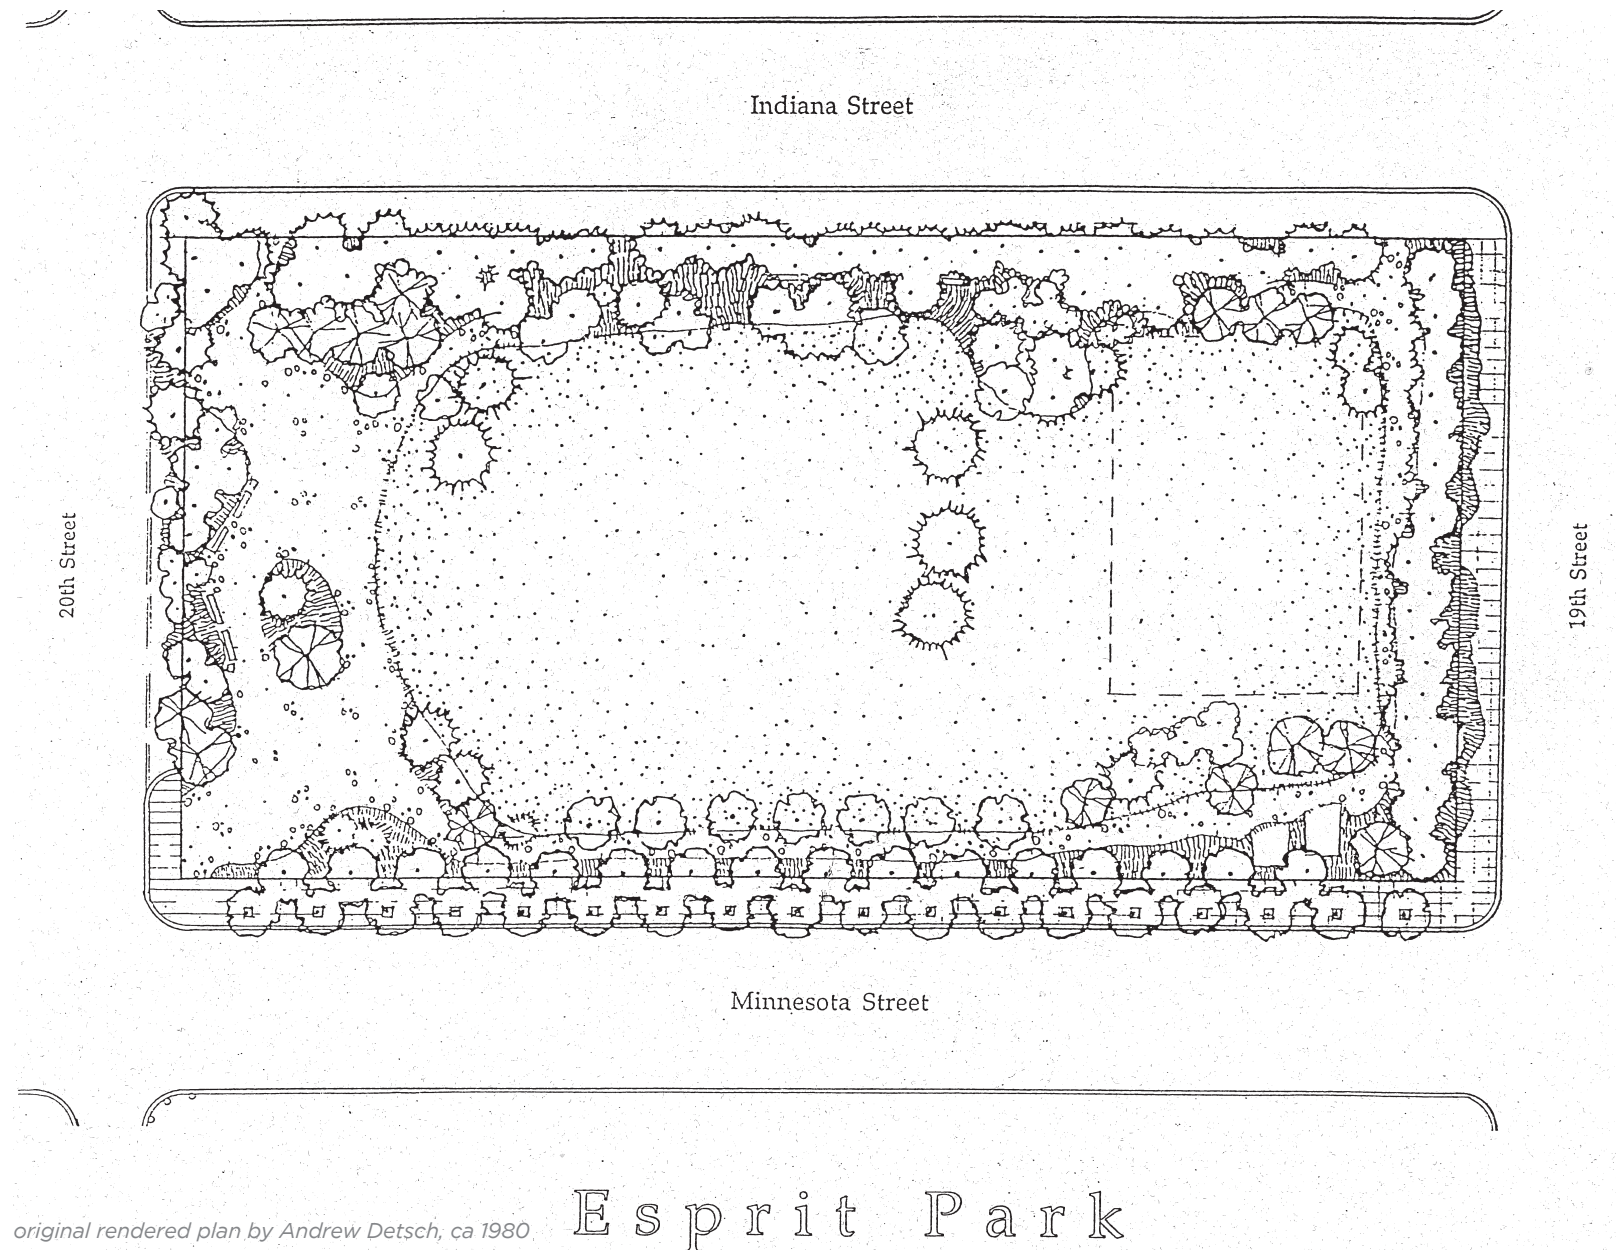 Indiana Street
20th Street
19th Street
Minnesota Street
Esprit Park
original rendered plan by Andrew Detsch, ca 1980